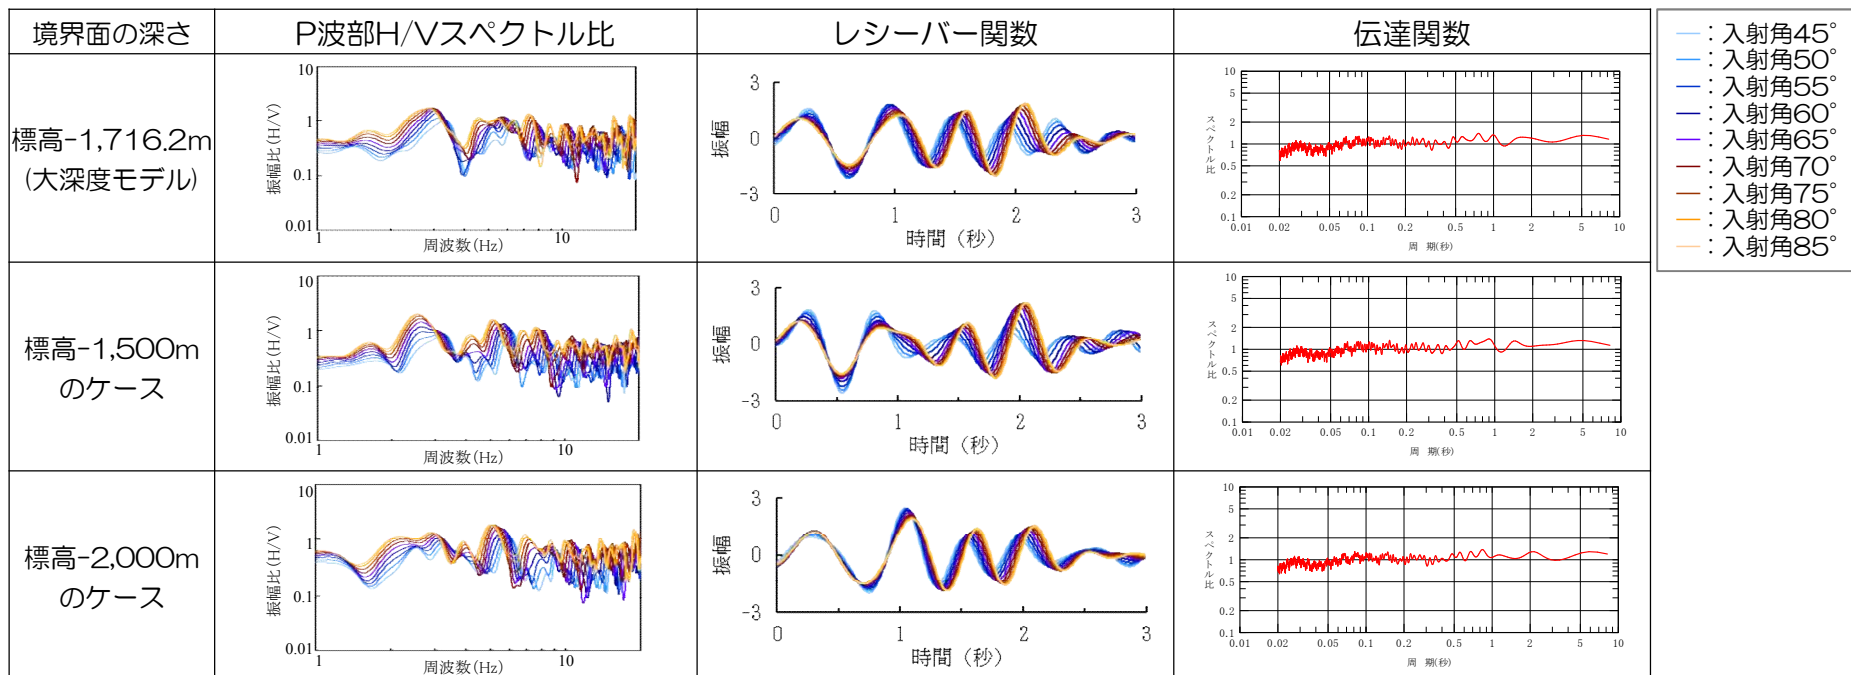 境界面の深さ
P波部H/Vスペクトル比
レシーバー関数
伝達関数
標高-1,716.2m
(大深度モデル)
10
1
0.1
0.01
振幅比(H/V)
1
10
周波数(Hz)
3
0
-3
振幅
0
1
2
3
時間（秒）
10
5
2
1
0.5
0.2
0.1
スペクトル比
0.01
0.02
0.05
0.1
0.2
0.5
1
2
5
10
周 期(秒)
標高-1,500m
のケース
10
1
0.1
0.01
振幅比(H/V)
1
10
周波数(Hz)
3
0
-3
振幅
0
1
2
3
時間（秒）
10
5
2
1
0.5
0.2
0.1
スペクトル比
0.01
0.02
0.05
0.1
0.2
0.5
1
2
5
10
周 期(秒)
標高-2,000m
のケース
10
1
0.1
0.01
振幅比(H/V)
1
10
周波数(Hz)
3
0
-3
振幅
0
1
2
3
時間（秒）
10
5
2
1
0.5
0.2
0.1
スペクトル比
0.01
0.02
0.05
0.1
0.2
0.5
1
2
5
10
周 期(秒)
：入射角45°
：入射角50°
：入射角55°
：入射角60°
：入射角65°
：入射角70°
：入射角75°
：入射角80°
：入射角85°